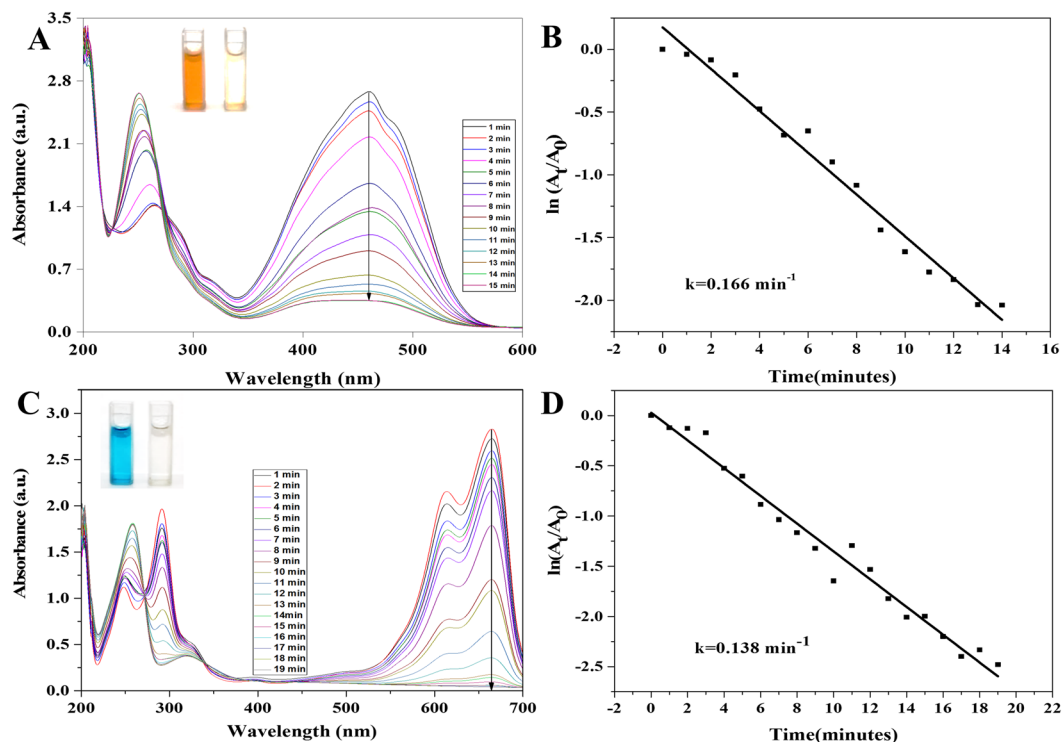 A
3.5
2.8
2.1
1.4
0.7
0.0
Absorbance (a.u.)
200
300
400
500
600
Wavelength (nm)
1 min
2 min
3 min
4 min
5 min
6 min
7 min
8 min
9 min
10 min
11 min
12 min
13 min
14 min
15 min
B
0.0
-0.5
-1.0
-1.5
-2.0
ln (At/A0)
k=0.166 min-1
-2
0
2
4
6
8
10
12
14
16
Time(minutes)
C
3.0
2.5
2.0
1.5
1.0
0.5
0.0
Absorbance (a.u.)
200
300
400
500
600
700
Wavelength (nm)
1 min
2 min
3 min
4 min
5 min
6 min
7 min
8 min
9 min
10 min
11 min
12 min
13 min
14min
15 min
16 min
17 min
18 min
19 min
D
0.0
-0.5
-1.0
-1.5
-2.0
-2.5
ln(At/A0)
k=0.138 min-1
-2
0
2
4
6
8
10
12
14
16
18
20
22
Time(minutes)